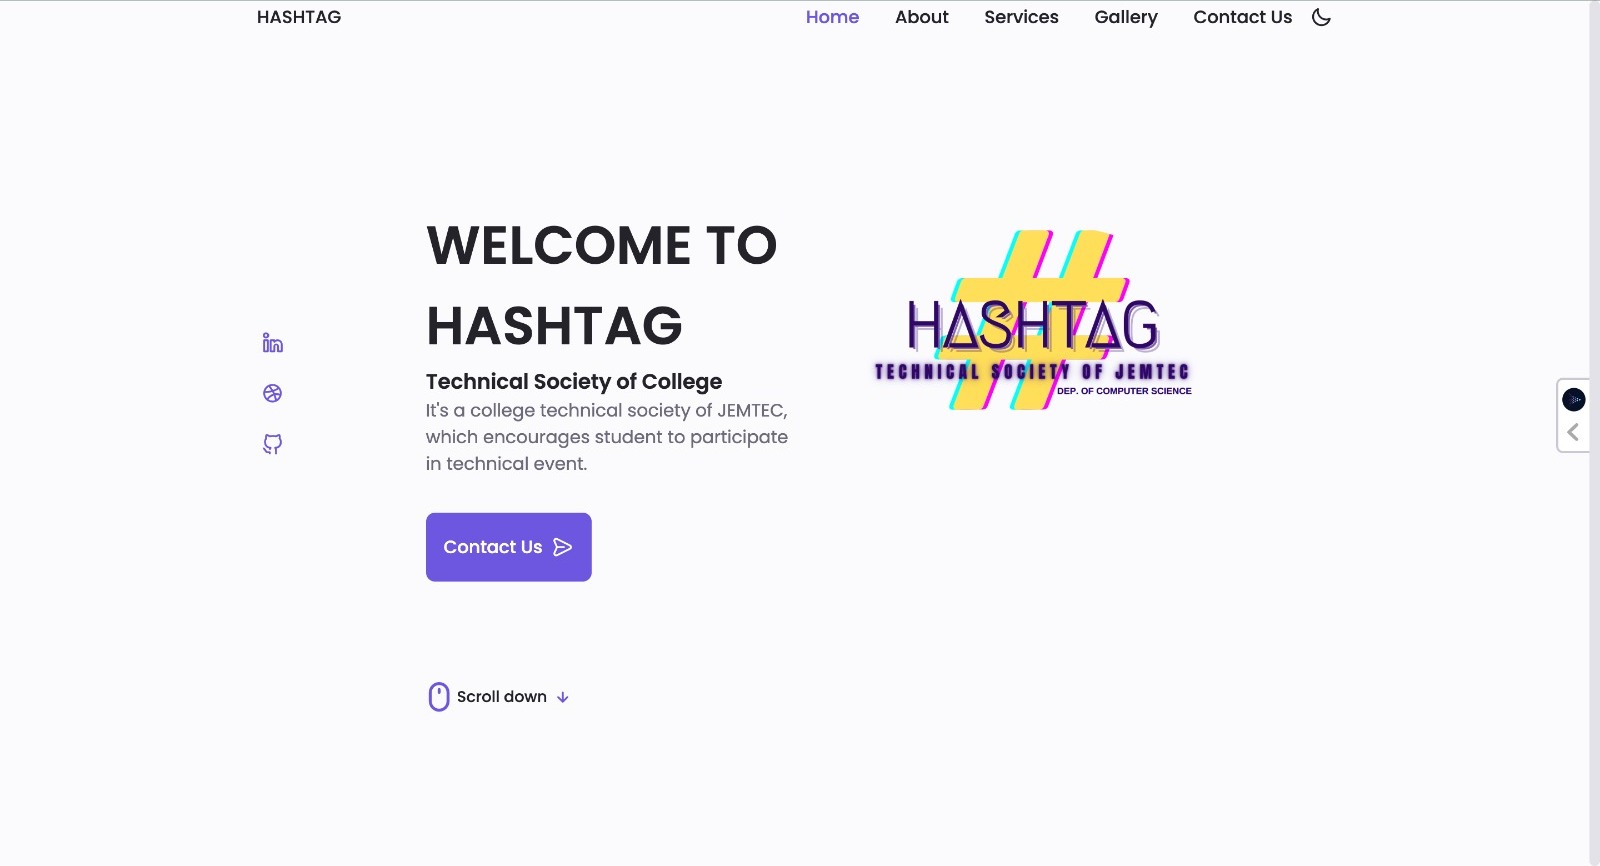 HASHTAG
Home About Services Gallery Contact Us
WELCOME TO
HASHTAG
Technical Society of College
It's a college technical society of JEMTEC,
which encourages student to participate
in technical event.
Contact Us
Scroll down
HASHTAG
TECHNICAL SOCIETY OF JEMTEC
DEP. OF COMPUTER SCIENCE